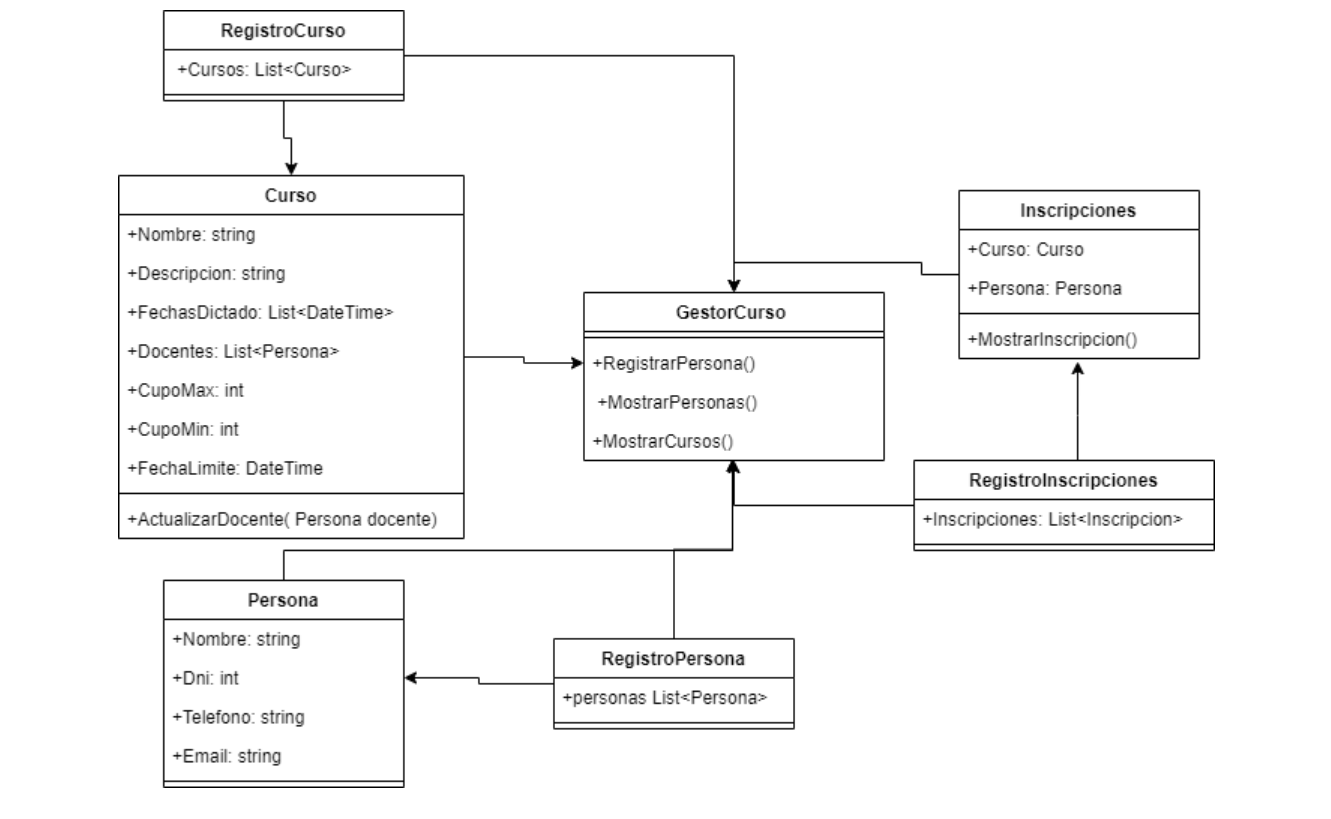 RegistroCurso
+Cursos: List<Curso>
Curso
+Nombre: string
+Descripcion: string
+FechasDictado: List<DateTime>
+Docentes: List<Persona>
+CupoMax: int
+CupoMin: int
+FechaLimite: DateTime
+ActualizarDocente( Persona docente)
Inscripciones
+Curso: Curso
+Persona: Persona
+MostrarInscripcion()
GestorCurso
+RegistrarPersona()
+MostrarPersonas()
+MostrarCursos()
RegistroInscripciones
+Inscripciones: List<Inscripcion>
Persona
+Nombre: string
+Dni: int
+Telefono: string
+Email: string
RegistroPersona
+personas List<Persona>